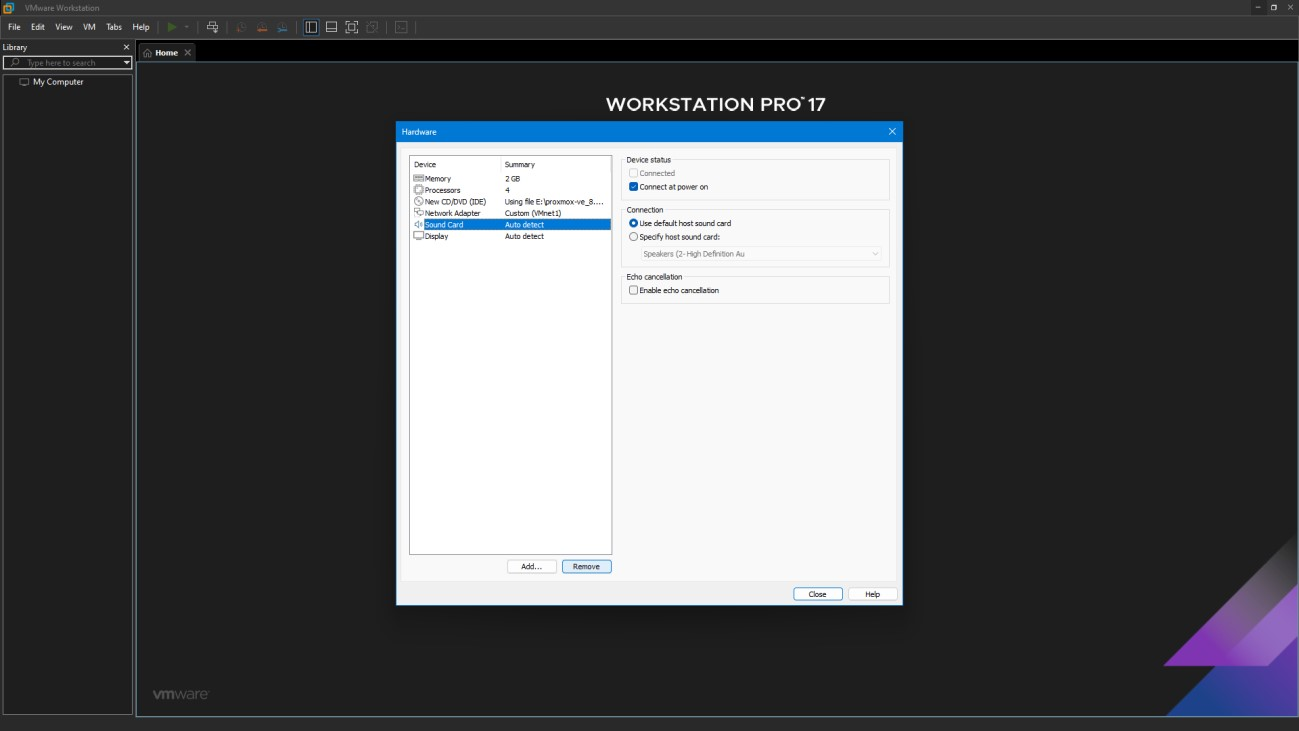 VMware Workstation
File Edit View VM Tabs Help
Library
Home
Type here to search
My Computer
WORKSTATION PRO™ 17
Hardware
Device Summary
Memory 2 GB
Processors 4
New CD/DVD (IDE) Using file E:\proxmox-ve_8....
Network Adapter Custom (VMnet1)
Sound Card Auto detect
Display Auto detect
Add... Remove
Device status
Connected
Connect at power on
Connection
Use default host sound card
Specify host sound card:
Speakers (2- High Definition Au
Echo cancellation
Enable echo cancellation
Close Help
vmware